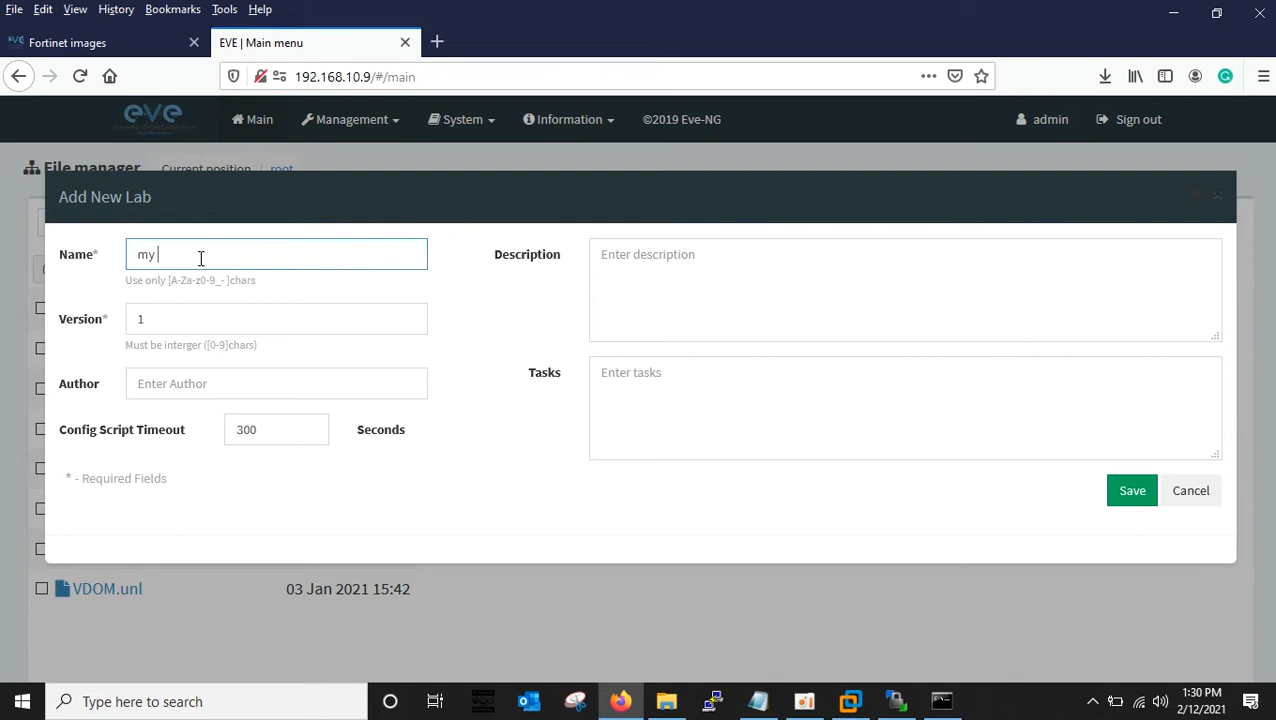 File Edit View History Bookmarks Tools Help
Fortinet images
EVE | Main menu
192.168.10.9/#/main
eve
Main
Management
System
Information
©2019 Eve-NG
admin
Sign out
File manager
Current position / root
Add New Lab
Name*
my
Use only [A-Za-z0-9_- ]chars
Version*
1
Must be interger ([0-9]chars)
Author
Enter Author
Config Script Timeout
300
Seconds
* - Required Fields
Description
Enter description
Tasks
Enter tasks
Save
Cancel
VDOM.unl
03 Jan 2021 15:42
Type here to search
1:30 PM
2/12/2021